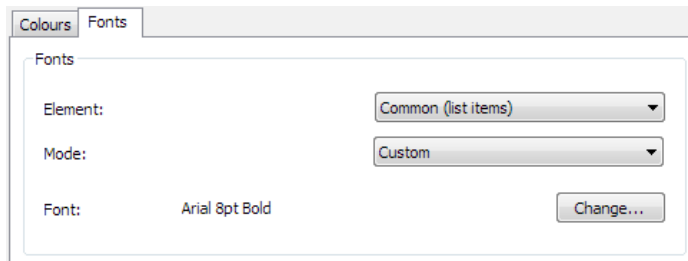 Colours Fonts
Fonts
Element: Common (list items)
Mode: Custom
Font: Arial 8pt Bold Change...